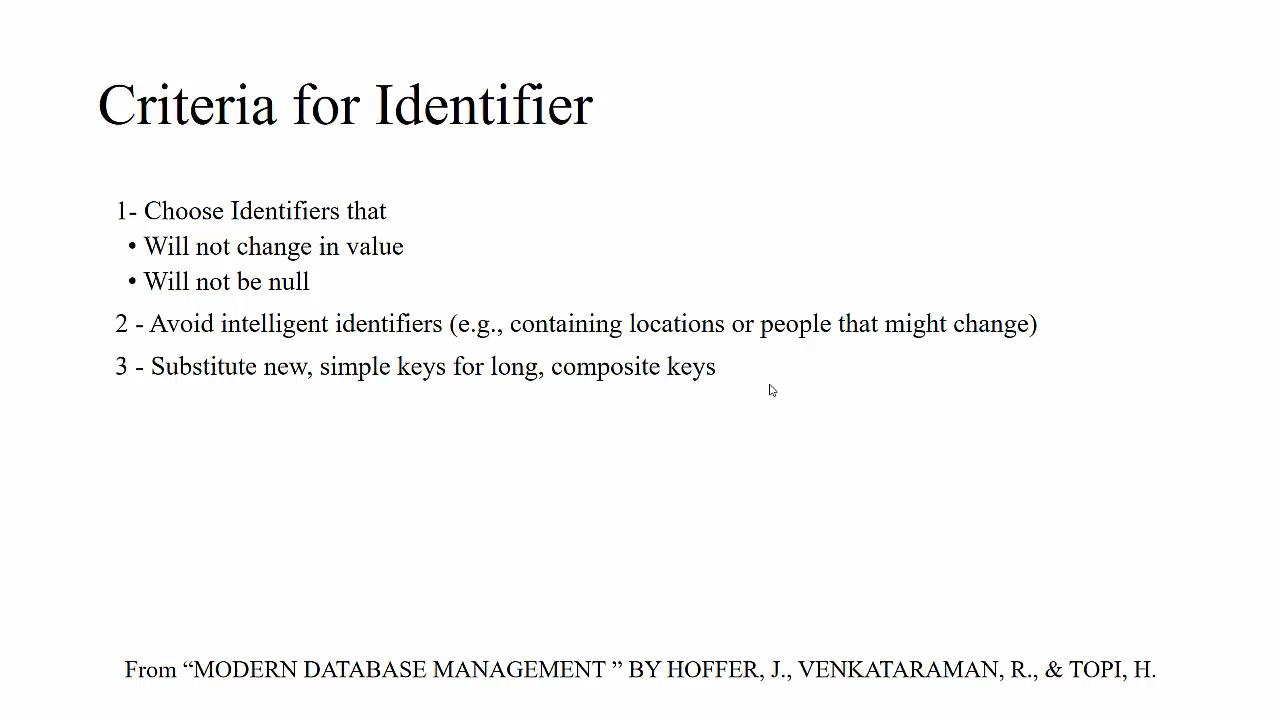 Criteria for Identifier
1- Choose Identifiers that
• Will not change in value
• Will not be null
2 - Avoid intelligent identifiers (e.g., containing locations or people that might change)
3 - Substitute new, simple keys for long, composite keys
From “MODERN DATABASE MANAGEMENT ” BY HOFFER, J., VENKATARAMAN, R., & TOPI, H.